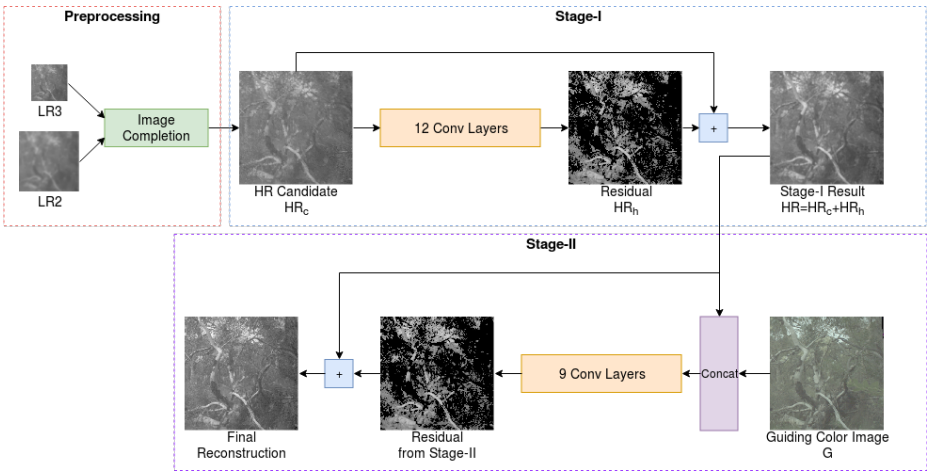 Preprocessing
LR3
LR2
Image
Completion
Stage-I
HR Candidate
HRc
12 Conv Layers
Residual
HRh
+
Stage-I Result
HR=HRc+HRh
Stage-II
Final
Reconstruction
+
Residual
from Stage-II
9 Conv Layers
Concat
Guiding Color Image
G